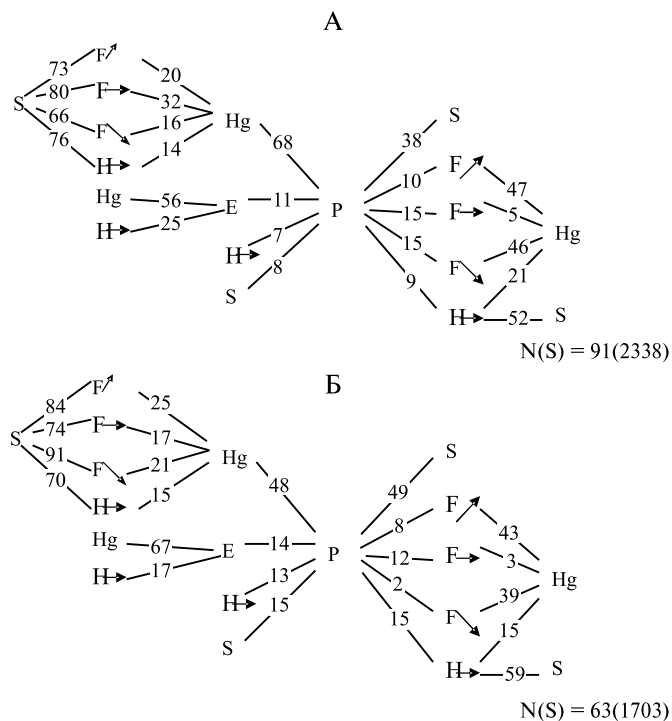 А
F
73 20
S 80 F 32 Hg S
66 F 16 68 38
76 H 14 10 F 47
Hg 56 E 11 P 15 F 5 Hg
H 25 7 15 46
H 8 9 F 21
S H 52 S
N(S) = 91(2338)
Б
F
84 25
S 74 F 17 Hg S
91 F 21 48 49
70 H 15 8 F 43
Hg 67 E 14 P 12 F 3 Hg
H 17 13 2 39
H 15 15 F 15
S H 59 S
N(S) = 63(1703)